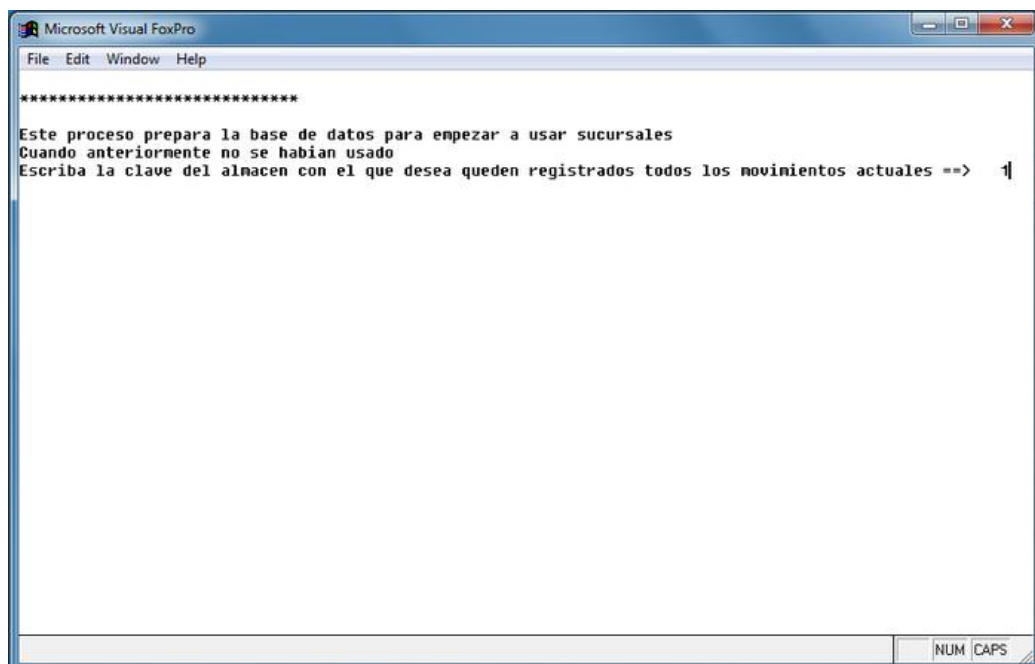 Microsoft Visual FoxPro
File Edit Window Help
*****************************
Este proceso prepara la base de datos para empezar a usar sucursales
Cuando anteriormente no se habian usado
Escriba la clave del almacen con el que desea queden registrados todos los movimientos actuales ==> 1
NUM CAPS